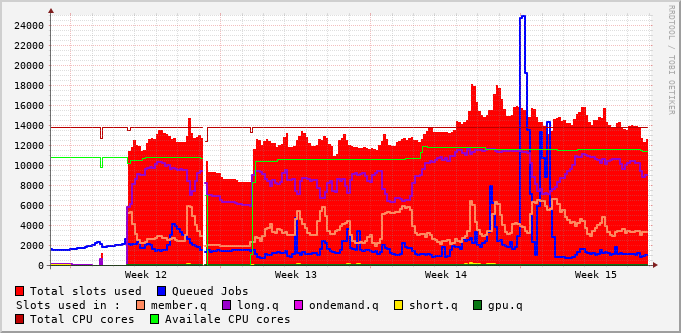 RRDTOOL / TOBI OETIKER
24000
22000
20000
18000
16000
14000
12000
10000
8000
6000
4000
2000
0
Week 12 Week 13 Week 14 Week 15
Total slots used Queued Jobs
Slots used in : member.q long.q ondemand.q short.q gpu.q
Total CPU cores Availale CPU cores